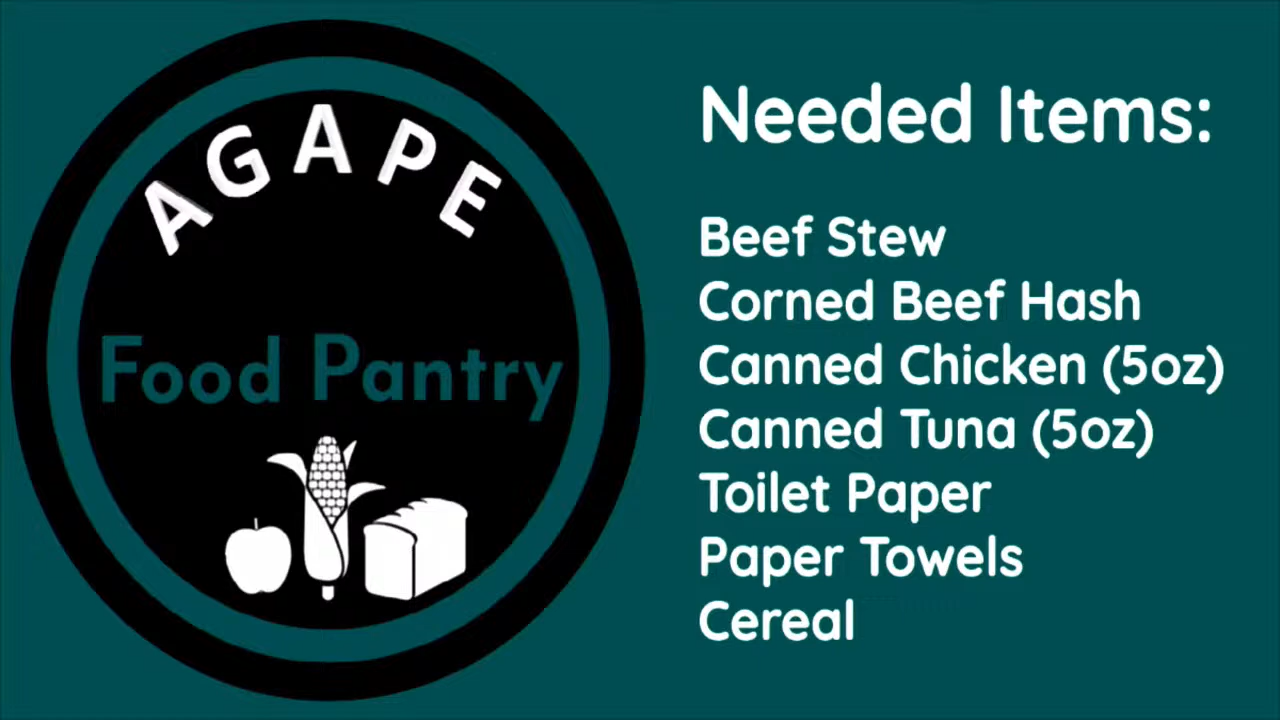 AGAPE
Food Pantry
Needed Items:
Beef Stew
Corned Beef Hash
Canned Chicken (5oz)
Canned Tuna (5oz)
Toilet Paper
Paper Towels
Cereal